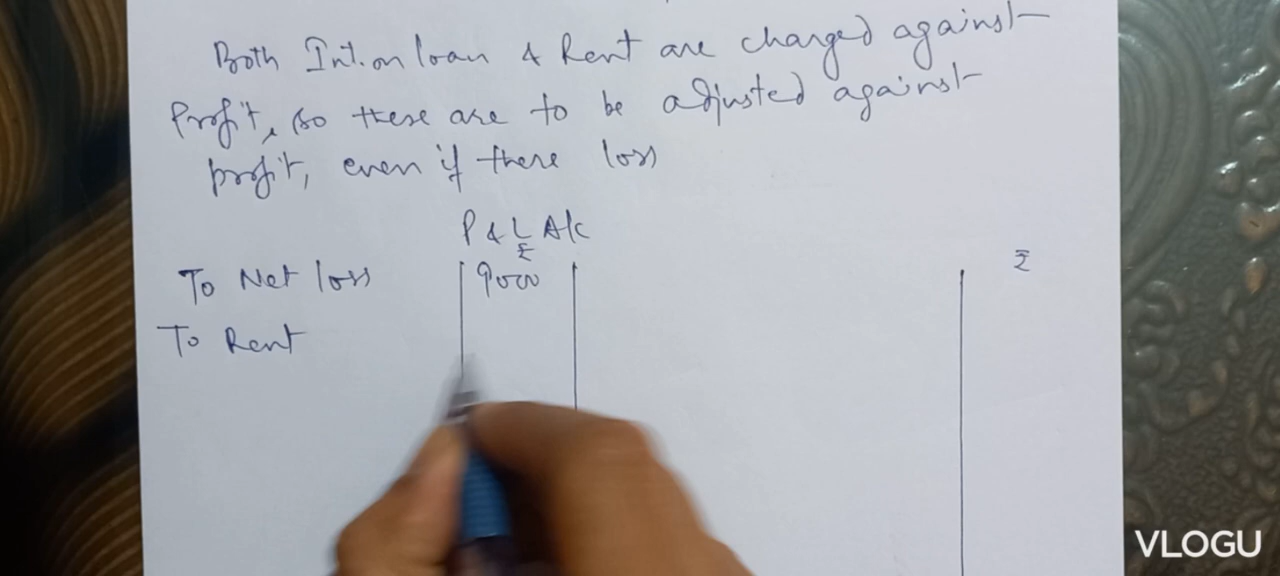 Both Int. on loan & Rent are charged against
Profit, so these are to be adjusted against
profit, even if there loss
P & L A/c
₹
₹
To Net loss 9000
To Rent
VLOGU